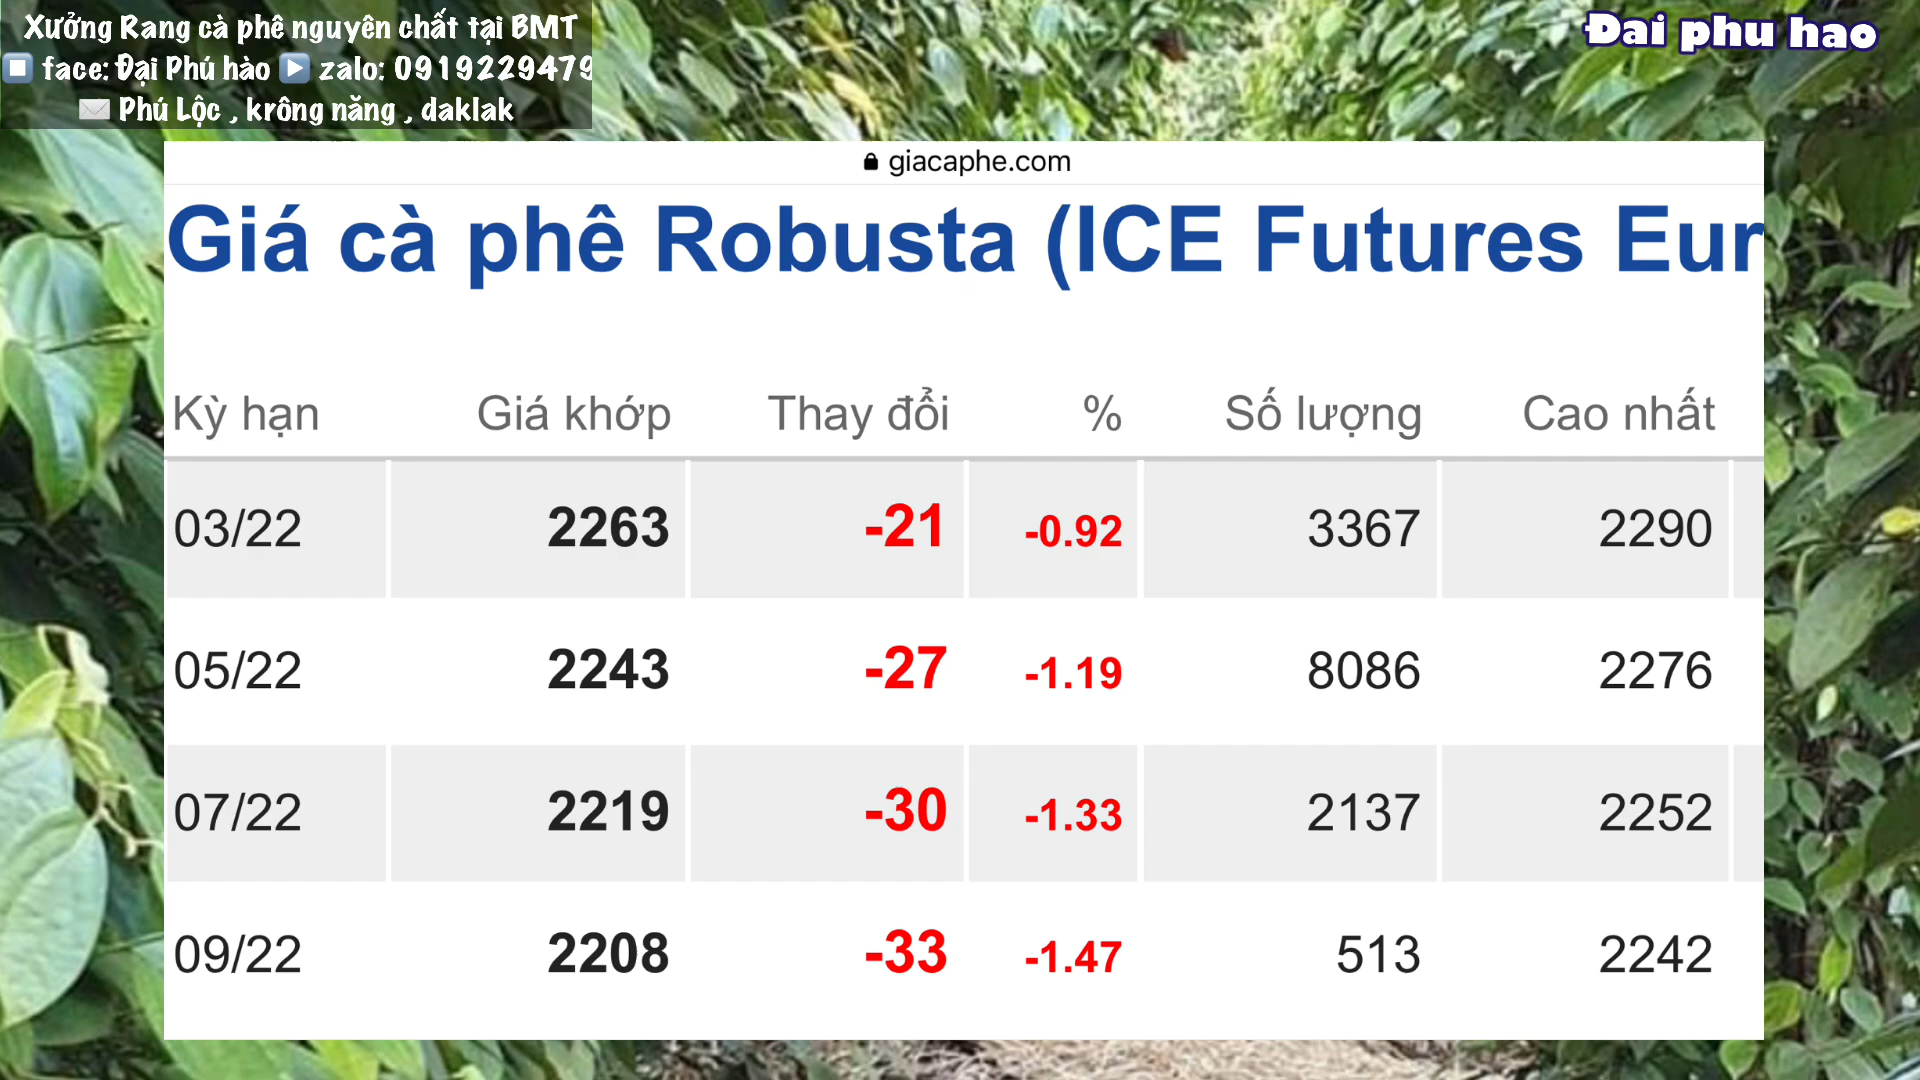 Xưởng Rang cà phê nguyên chất tại BMT
face: Đại Phú hào zalo: 0919229479
Phú Lộc , krông năng , daklak
Đai phu hao
giacaphe.com
Giá cà phê Robusta (ICE Futures Eur
Kỳ hạn Giá khớp Thay đổi % Số lượng Cao nhất
03/22 2263 -21 -0.92 3367 2290
05/22 2243 -27 -1.19 8086 2276
07/22 2219 -30 -1.33 2137 2252
09/22 2208 -33 -1.47 513 2242